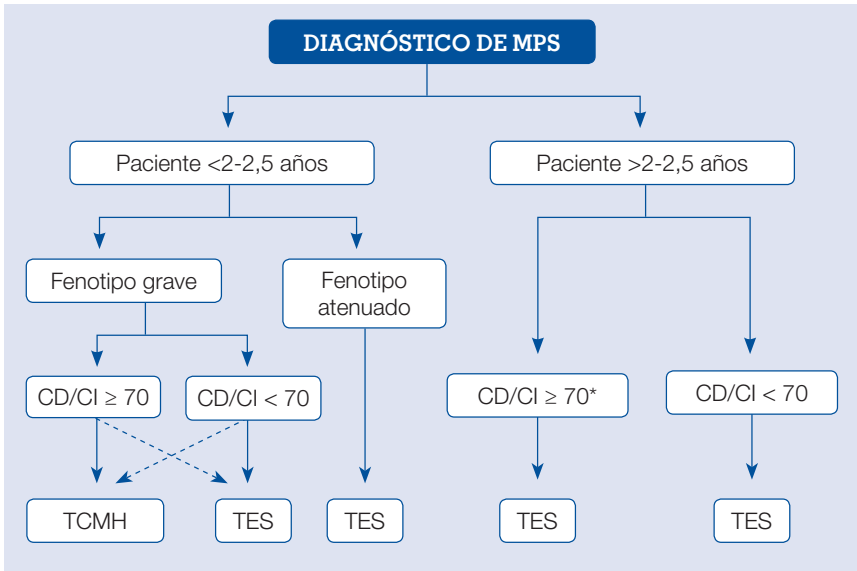 DIAGNÓSTICO DE MPS
Paciente <2-2,5 años
Paciente >2-2,5 años
Fenotipo grave
Fenotipo
atenuado
CD/CI ≥ 70
CD/CI < 70
CD/CI ≥ 70*
CD/CI < 70
TCMH
TES
TES
TES
TES